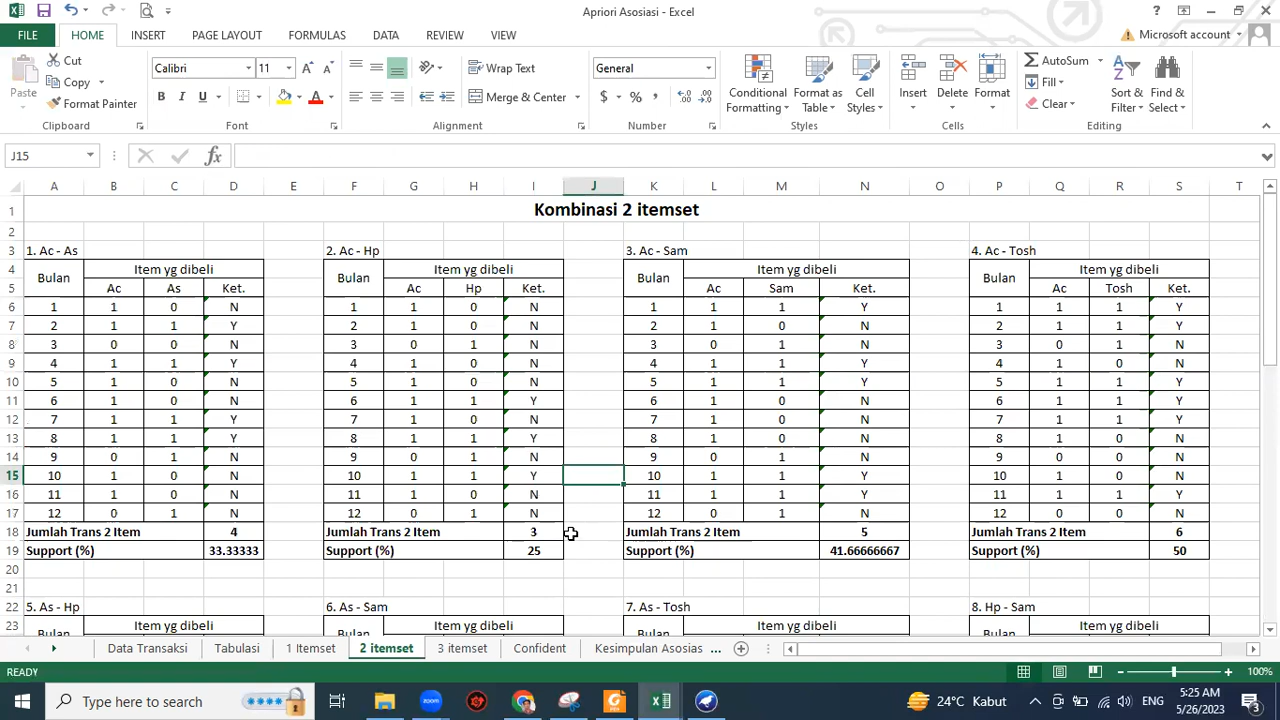 Apriori Asosiasi - Excel
FILE HOME INSERT PAGE LAYOUT FORMULAS DATA REVIEW VIEW Microsoft account
Paste Cut Copy Format Painter Clipboard
Calibri 11 B I U A Font
Wrap Text Merge & Center Alignment
General $ % , Number
Conditional Formatting Format as Table Cell Styles Styles
Insert Delete Format Cells
AutoSum Fill Clear Sort & Filter Find & Select Editing
J15 fx
A B C D E F G H I J K L M N O P Q R S T
1 Kombinasi 2 itemset
2
3 1. Ac - As 2. Ac - Hp 3. Ac - Sam 4. Ac - Tosh
4 Bulan Item yg dibeli Bulan Item yg dibeli Bulan Item yg dibeli Bulan Item yg dibeli
5 Ac As Ket. Ac Hp Ket. Ac Sam Ket. Ac Tosh Ket.
6 1 1 0 N 1 1 0 N 1 1 1 Y 1 1 1 Y
7 2 1 1 Y 2 1 0 N 2 1 0 N 2 1 1 Y
8 3 0 0 N 3 0 1 N 3 0 1 N 3 0 1 N
9 4 1 1 Y 4 1 0 N 4 1 1 Y 4 1 0 N
10 5 1 0 N 5 1 0 N 5 1 1 Y 5 1 1 Y
11 6 1 0 N 6 1 1 Y 6 1 0 N 6 1 1 Y
12 7 1 1 Y 7 1 0 N 7 1 0 N 7 1 1 Y
13 8 1 1 Y 8 1 1 Y 8 1 0 N 8 1 0 N
14 9 0 1 N 9 0 0 N 9 0 1 N 9 0 0 N
15 10 1 0 N 10 1 1 Y 10 1 1 Y 10 1 0 N
16 11 1 0 N 11 1 0 N 11 1 1 Y 11 1 1 Y
17 12 0 1 N 12 0 1 N 12 0 1 N 12 0 0 N
18 Jumlah Trans 2 Item 4 Jumlah Trans 2 Item 3 Jumlah Trans 2 Item 5 Jumlah Trans 2 Item 6
19 Support (%) 33.33333 Support (%) 25 Support (%) 41.66666667 Support (%) 50
20
21
22 5. As - Hp 6. As - Sam 7. As - Tosh 8. Hp - Sam
23 Bulan Item yg dibeli Bulan Item yg dibeli Bulan Item yg dibeli Bulan Item yg dibeli
Data Transaksi Tabulasi 1 Itemset 2 itemset 3 itemset Confident Kesimpulan Asosias ...
READY 100%
Type here to search zoom 24°C Kabut ENG 5:25 AM
5/26/2023 3